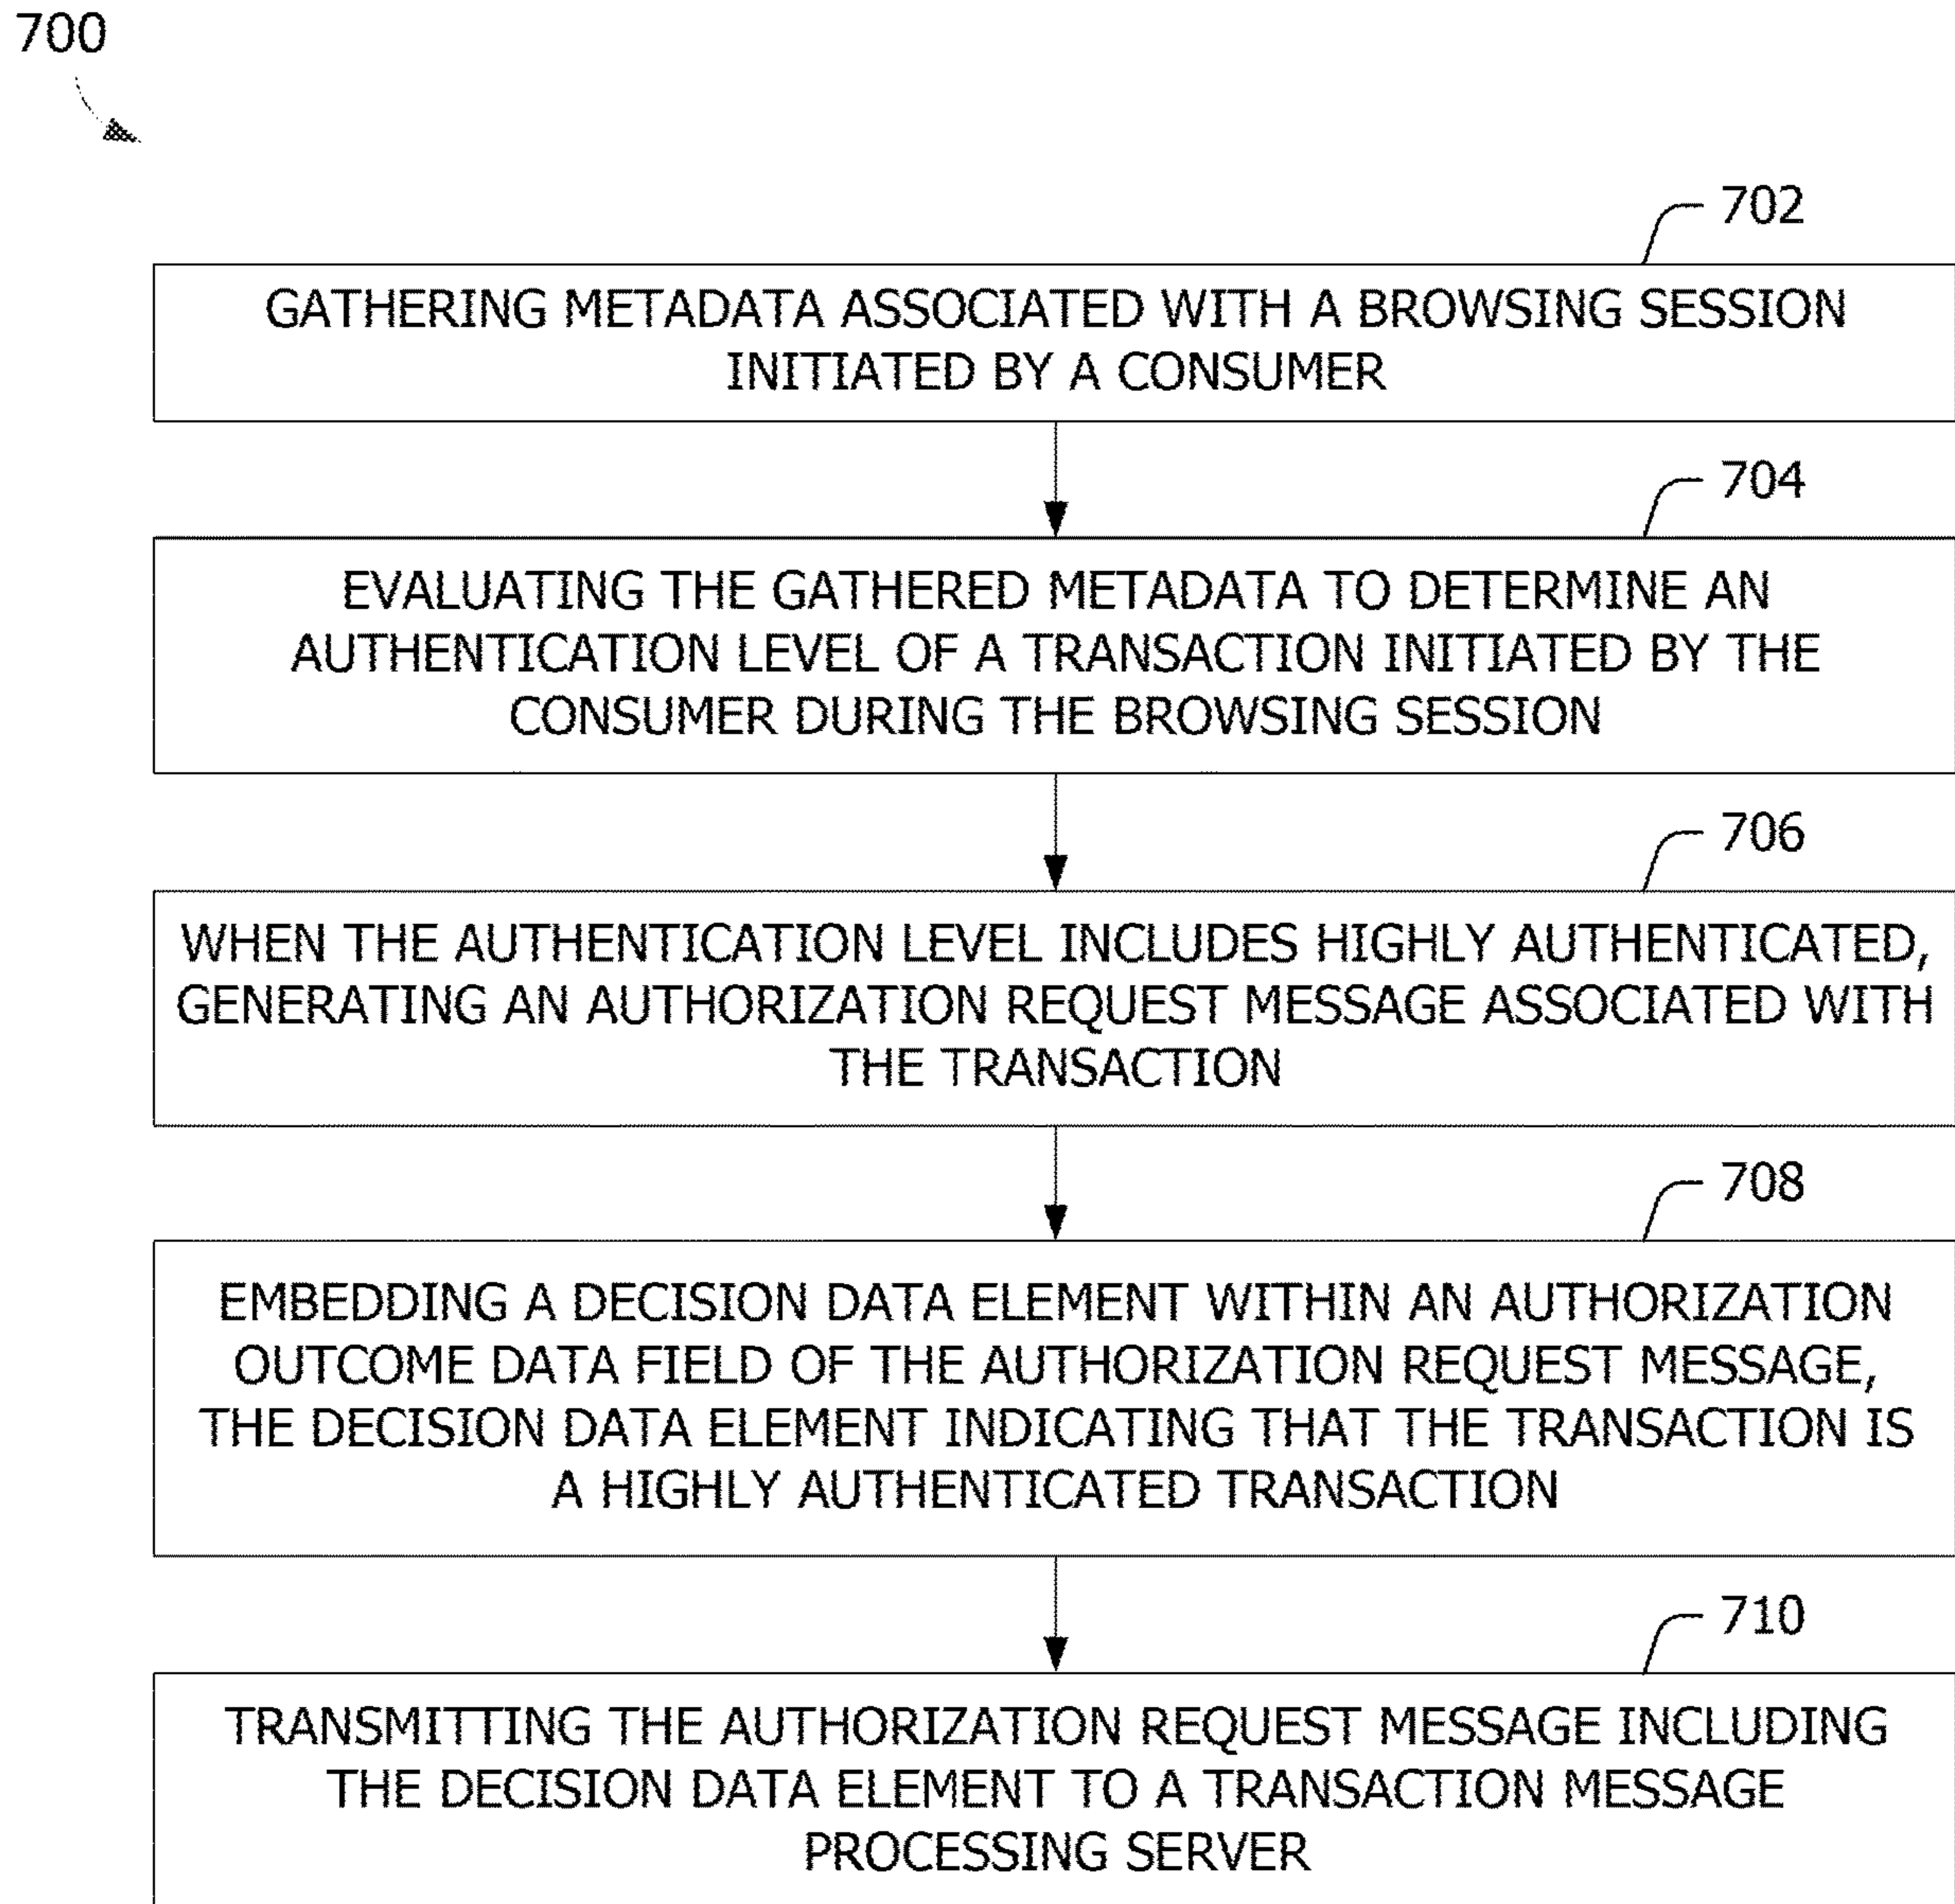 700
702
GATHERING METADATA ASSOCIATED WITH A BROWSING SESSION
INITIATED BY A CONSUMER
704
EVALUATING THE GATHERED METADATA TO DETERMINE AN
AUTHENTICATION LEVEL OF A TRANSACTION INITIATED BY THE
CONSUMER DURING THE BROWSING SESSION
706
WHEN THE AUTHENTICATION LEVEL INCLUDES HIGHLY AUTHENTICATED,
GENERATING AN AUTHORIZATION REQUEST MESSAGE ASSOCIATED WITH
THE TRANSACTION
708
EMBEDDING A DECISION DATA ELEMENT WITHIN AN AUTHORIZATION
OUTCOME DATA FIELD OF THE AUTHORIZATION REQUEST MESSAGE,
THE DECISION DATA ELEMENT INDICATING THAT THE TRANSACTION IS
A HIGHLY AUTHENTICATED TRANSACTION
710
TRANSMITTING THE AUTHORIZATION REQUEST MESSAGE INCLUDING
THE DECISION DATA ELEMENT TO A TRANSACTION MESSAGE
PROCESSING SERVER